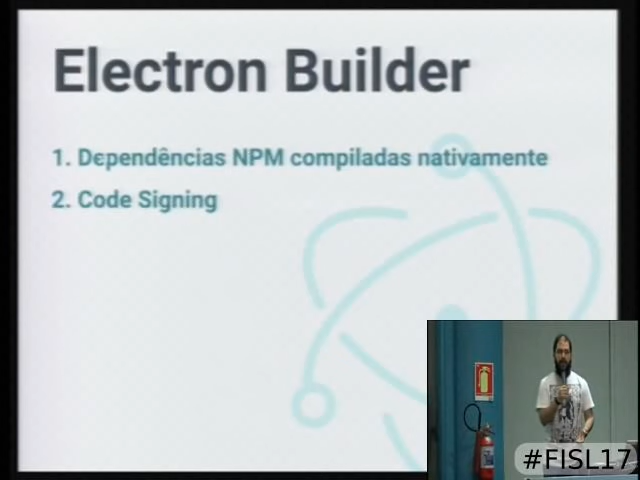 Electron Builder
1. Dependências NPM compiladas nativamente
2. Code Signing
#FISL17